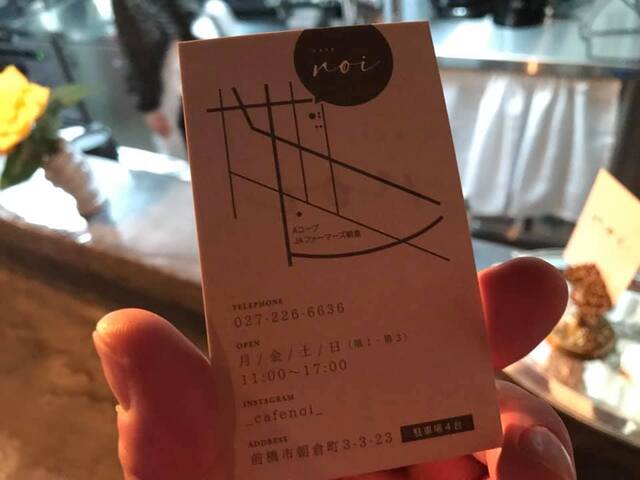 CAFE
noi
Aコープ
JAファーマーズ朝倉
TELEPHONE
027-226-6636
OPEN
月/金/土/日（第1・第3）
11:00～17:00
INSTAGRAM
_cafenoi_
ADDRESS
前橋市朝倉町3-3-23
駐車場4台
noi